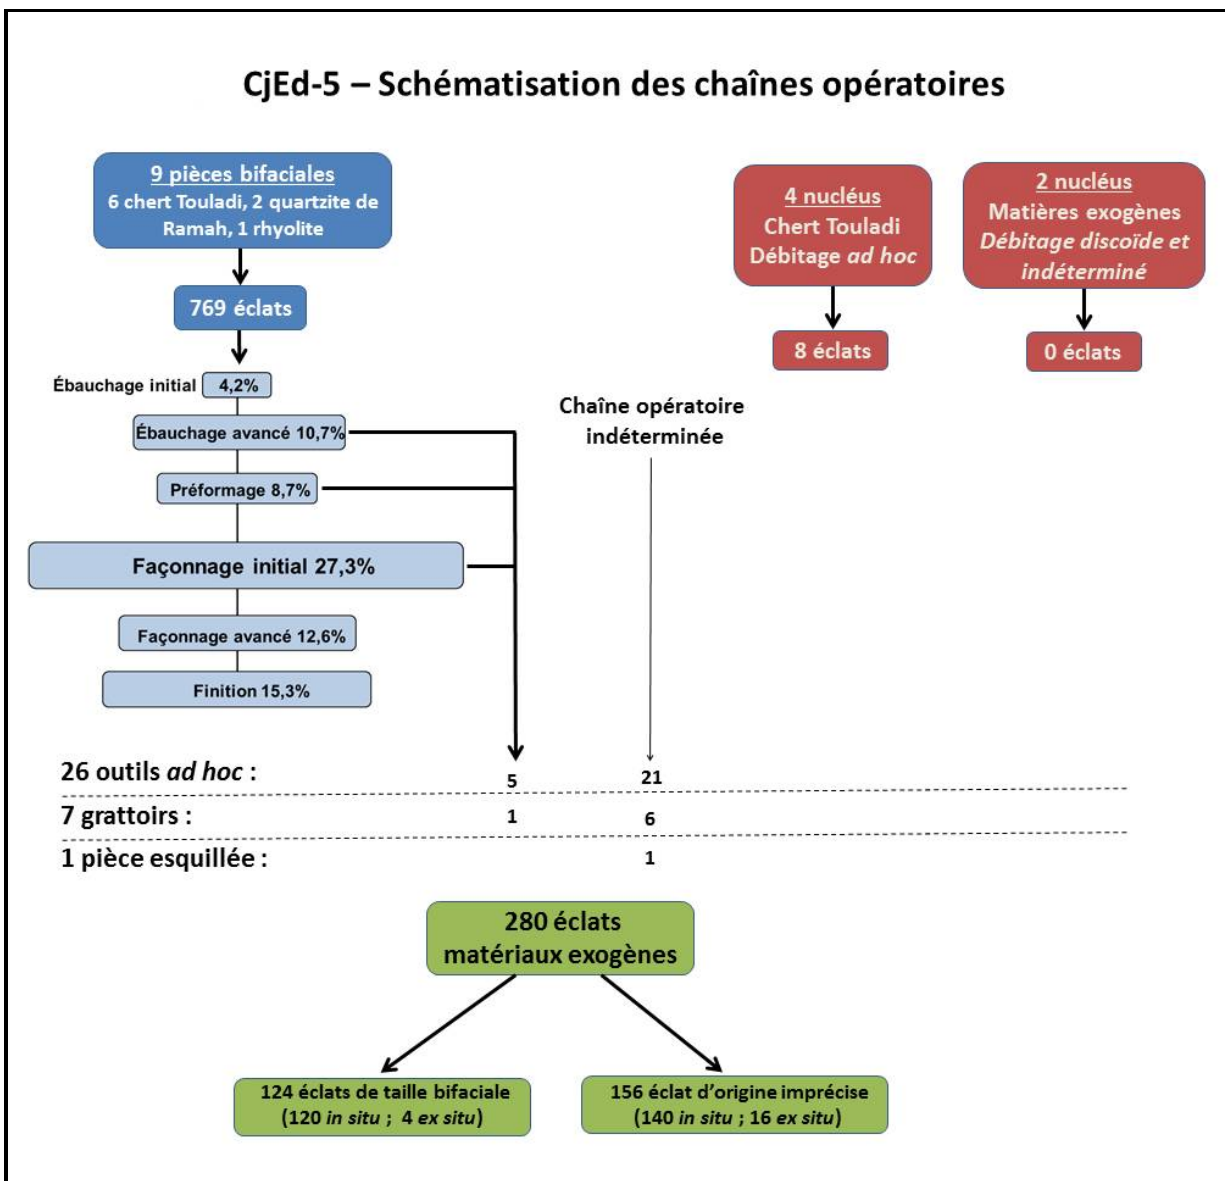 CjEd-5 – Schématisation des chaînes opératoires
9 pièces bifaciales
6 chert Touladi, 2 quartzite de
Ramah, 1 rhyolite
769 éclats
4 nucléus
Chert Touladi
Débitage ad hoc
8 éclats
2 nucléus
Matières exogènes
Débitage discoïde et
indéterminé
0 éclats
Ébauchage initial 4,2%
Ébauchage avancé 10,7%
Préformage 8,7%
Façonnage initial 27,3%
Façonnage avancé 12,6%
Finition 15,3%
Chaîne opératoire
indéterminée
26 outils ad hoc : 5 21
7 grattoirs : 1 6
1 pièce esquillée : 1
280 éclats
matériaux exogènes
124 éclats de taille bifaciale
(120 in situ ; 4 ex situ)
156 éclat d'origine imprécise
(140 in situ ; 16 ex situ)